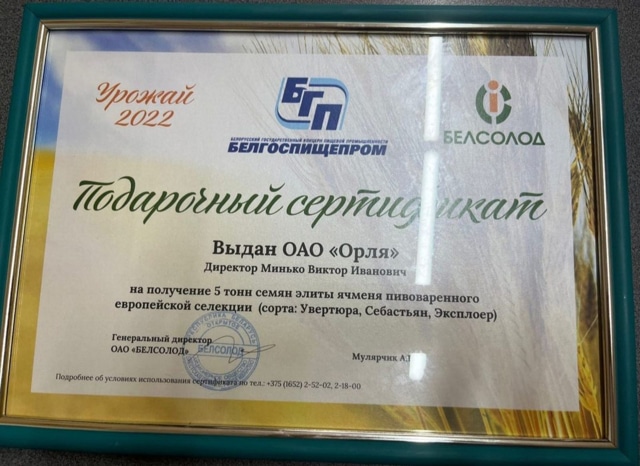 Урожай
2022
БГП
БЕЛОРУССКИЙ ГОСУДАРСТВЕННЫЙ КОНЦЕРН ПИЩЕВОЙ ПРОМЫШЛЕННОСТИ
БЕЛГОСПИЩЕПРОМ
БЕЛСОЛОД
Подарочный сертификат
Выдан ОАО «Орля»
Директор Минько Виктор Иванович
на получение 5 тонн семян элиты ячменя пивоваренного
европейской селекции (сорта: Увертюра, Себастьян, Эксплоер)
Генеральный директор
ОАО «БЕЛСОЛОД»
БЕЛСОЛОД
Мулярчик А.
Подробнее об условиях использования сертификата по тел.: +375 (1652) 2-52-02, 2-18-00